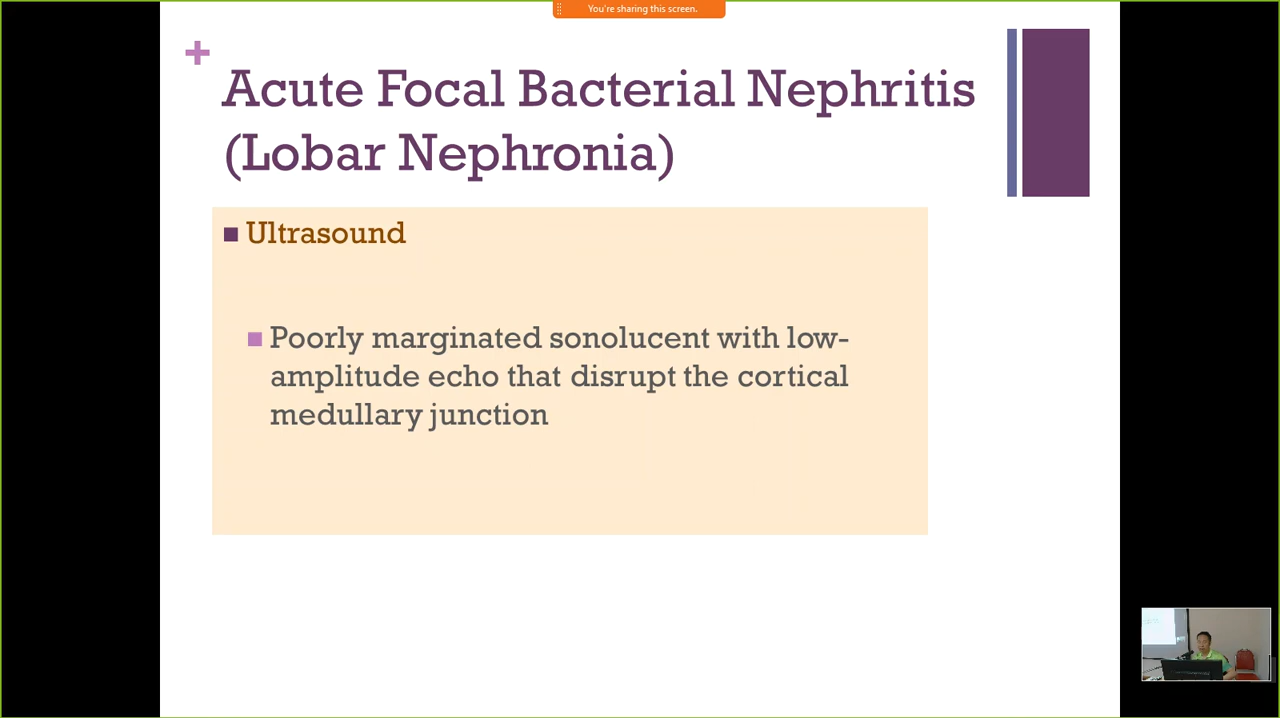 You're sharing this screen.
+
Acute Focal Bacterial Nephritis
(Lobar Nephronia)
Ultrasound
Poorly marginated sonolucent with low-
amplitude echo that disrupt the cortical
medullary junction